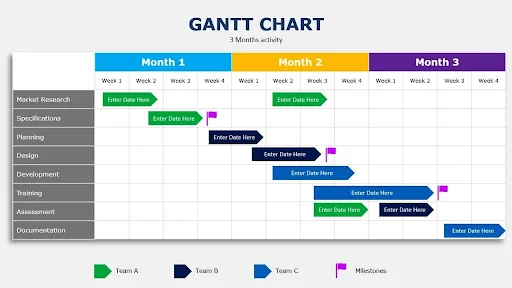 GANTT CHART
3 Months activity
Month 1 Month 2 Month 3
Week 1 Week 2 Week 3 Week 4 Week 1 Week 2 Week 3 Week 4 Week 1 Week 2 Week 3 Week 4
Market Research Enter Date Here Enter Date Here
Specifications Enter Date Here
Planning Enter Date Here
Design Enter Date Here
Development Enter Date Here
Training Enter Date Here
Assessment Enter Date Here Enter Date Here
Documentation Enter Date Here
Team A Team B Team C Milestones